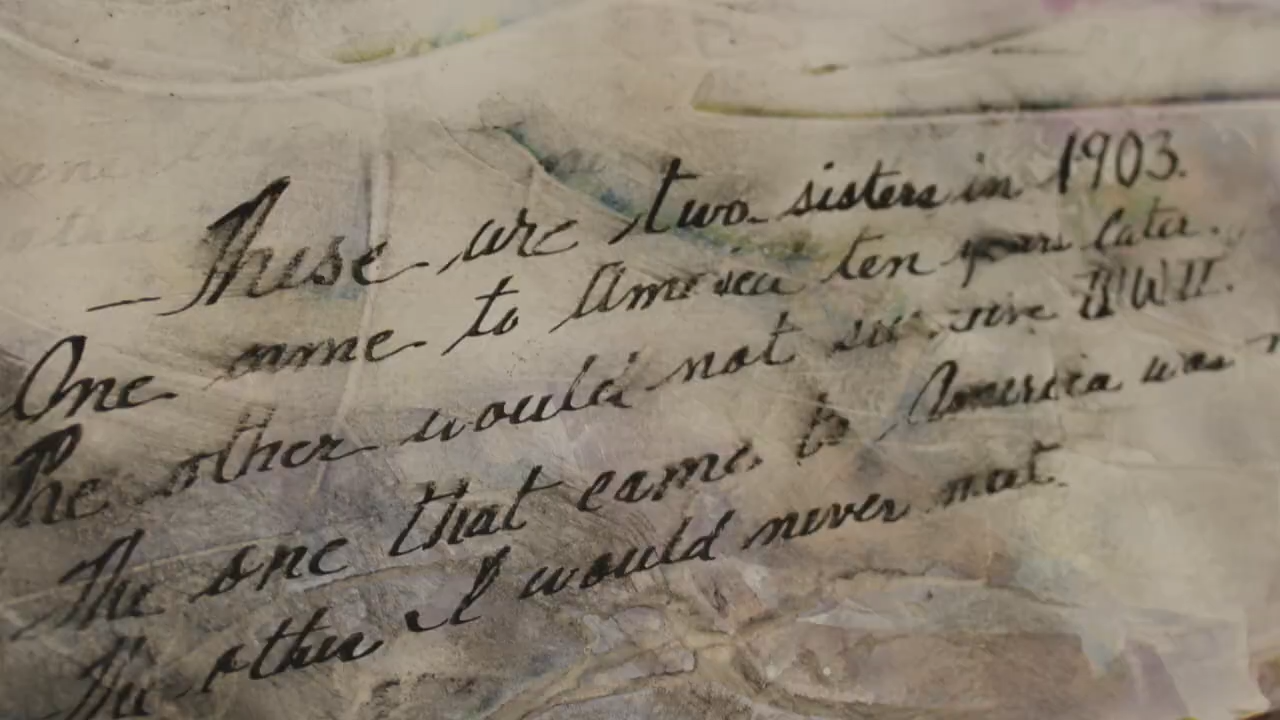 These are two sisters in 1903.
One came to America ten years later.
The other would not survive WWII.
The one that came to America was
The other I would never meet.